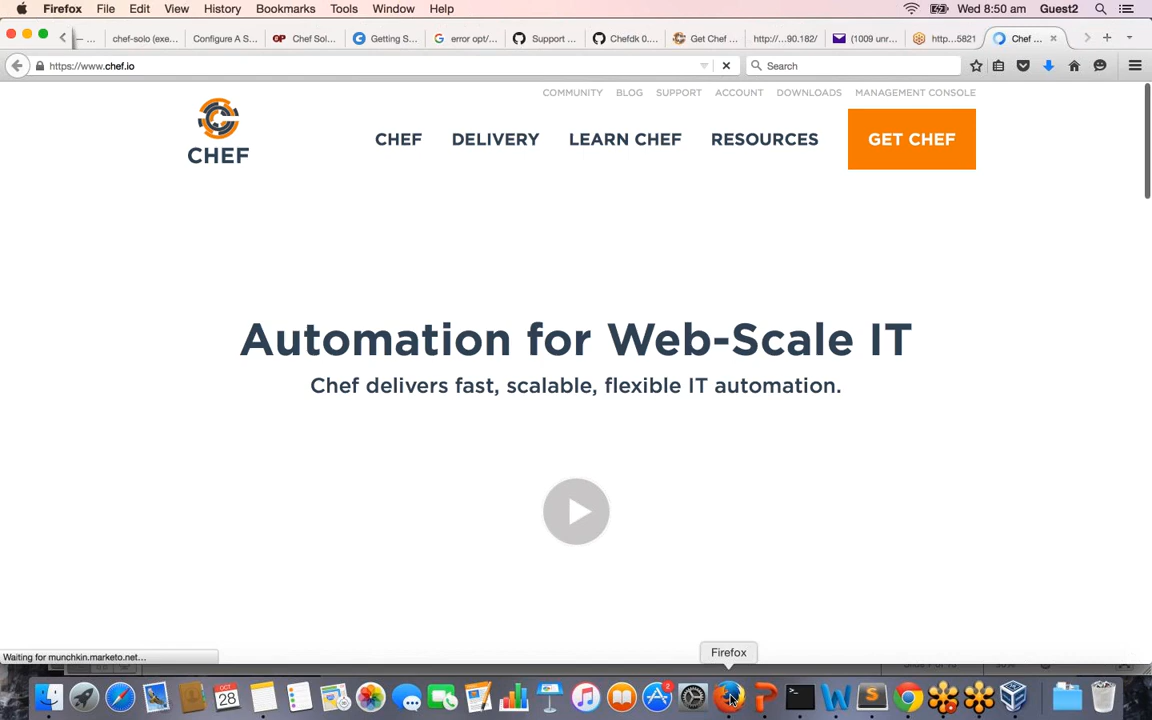 Firefox File Edit View History Bookmarks Tools Window Help Wed 8:50 am Guest2
... chef-solo (exe... Configure A S... Chef Sol... Getting S... error opt/... Support ... Chefdk 0.... Get Chef ... http://...90.182/ (1009 unr... http...5821 Chef ...
https://www.chef.io Search
COMMUNITY BLOG SUPPORT ACCOUNT DOWNLOADS MANAGEMENT CONSOLE
CHEF
CHEF DELIVERY LEARN CHEF RESOURCES GET CHEF
Automation for Web-Scale IT
Chef delivers fast, scalable, flexible IT automation.
Firefox
Waiting for munchkin.marketo.net...
OCT
28
2